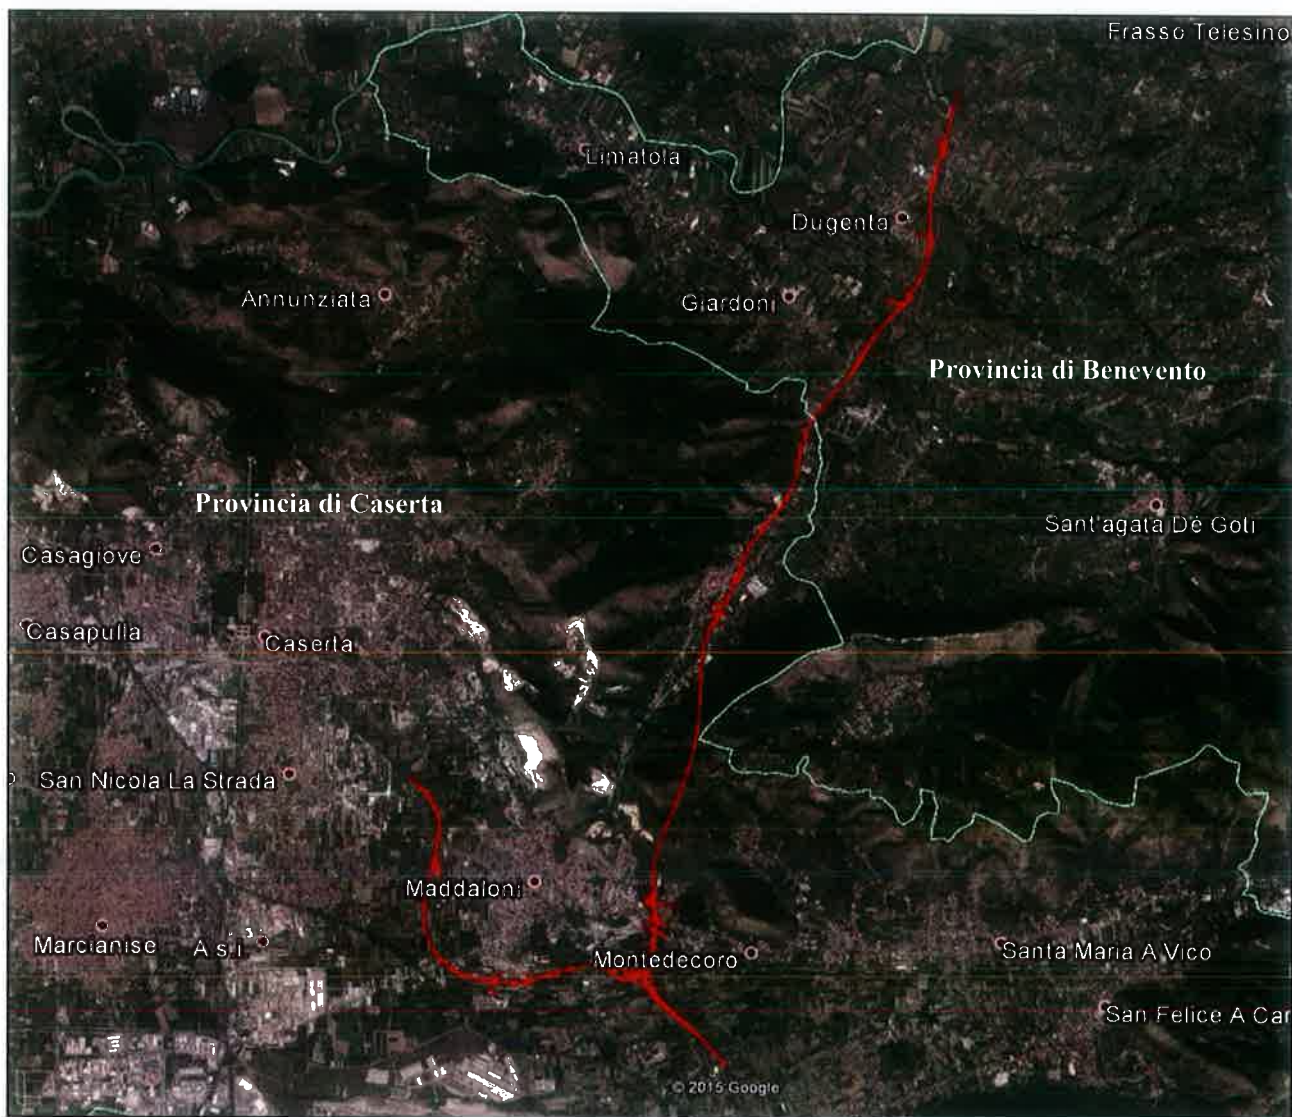 Frasso Telesino
Limatola
Dugenta
Annunziata
Giardoni
Provincia di Benevento
Provincia di Caserta
Sant'agata De Goti
Casagiove
Casapulla
Caserta
San Nicola La Strada
Maddaloni
Marcianise
A s i
Montedecoro
Santa Maria A Vico
San Felice A Car
© 2015 Google